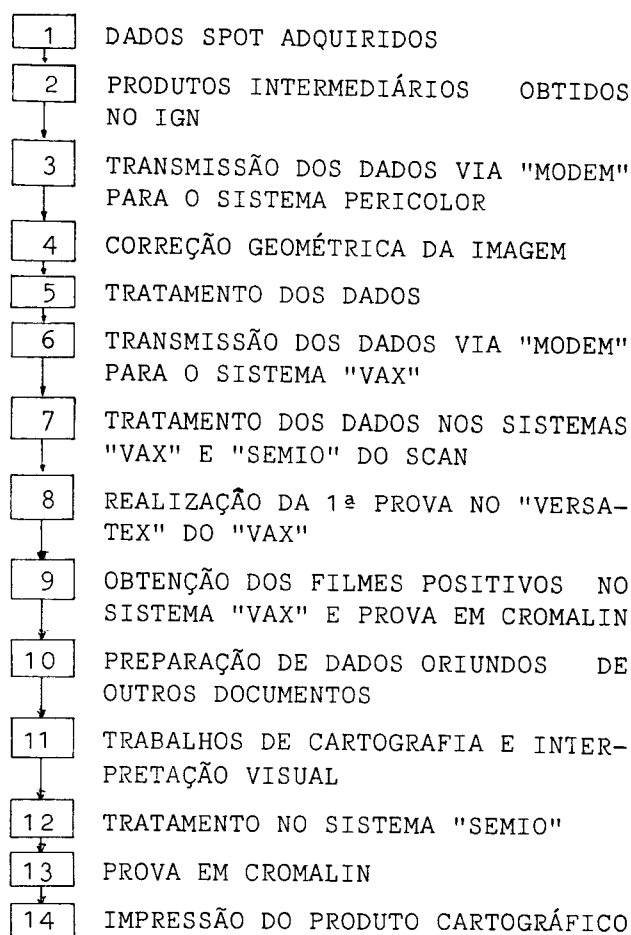 1 DADOS SPOT ADQUIRIDOS
2 PRODUTOS INTERMEDIÁRIOS OBTIDOS
NO IGN
3 TRANSMISSÃO DOS DADOS VIA "MODEM"
PARA O SISTEMA PERICOLOR
4 CORREÇÃO GEOMÉTRICA DA IMAGEM
5 TRATAMENTO DOS DADOS
6 TRANSMISSÃO DOS DADOS VIA "MODEM"
PARA O SISTEMA "VAX"
7 TRATAMENTO DOS DADOS NOS SISTEMAS
"VAX" E "SEMIO" DO SCAN
8 REALIZAÇÃO DA 1ª PROVA NO "VERSA-
TEX" DO "VAX"
9 OBTENÇÃO DOS FILMES POSITIVOS NO
SISTEMA "VAX" E PROVA EM CROMALIN
10 PREPARAÇÃO DE DADOS ORIUNDOS DE
OUTROS DOCUMENTOS
11 TRABALHOS DE CARTOGRAFIA E INTER-
PRETAÇÃO VISUAL
12 TRATAMENTO NO SISTEMA "SEMIO"
13 PROVA EM CROMALIN
14 IMPRESSÃO DO PRODUTO CARTOGRÁFICO